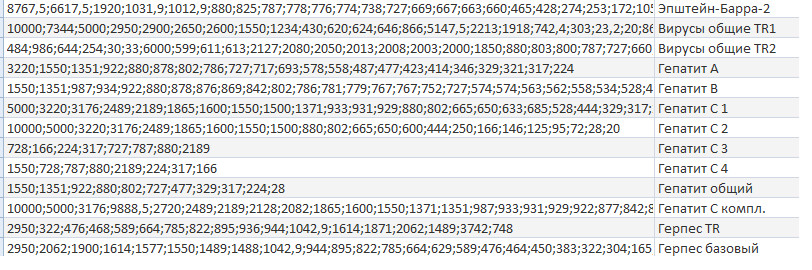 8767,5;6617,5;1920;1031,9;1012,9;880;825;787;778;776;774;738;727;669;667;663;660;465;428;274;253;172;105 Эпштейн-Барра-2
10000;7344;5000;2950;2900;2650;2600;1550;1234;430;620;624;646;866;5147,5;2213;1918;742,4;303;23,2;20;86 Вирусы общие TR1
484;986;644;254;30;33;6000;599;611;613;2127;2080;2050;2013;2008;2003;2000;1850;880;803;800;787;727;660; Вирусы общие TR2
3220;1550;1351;922;880;878;802;786;727;717;693;578;558;487;477;423;414;346;329;321;317;224 Гепатит A
1550;1351;987;934;922;880;878;876;869;842;802;786;781;779;767;767;752;727;574;574;563;562;558;534;528;4 Гепатит B
5000;3220;3176;2489;2189;1865;1600;1550;1500;1371;933;931;929;880;802;665;650;633;685;528;444;329;317; Гепатит C 1
10000;5000;3220;3176;2489;1865;1600;1550;1500;880;802;665;650;600;444;250;166;146;125;95;72;28;20 Гепатит C 2
728;166;224;317;727;787;880;2189 Гепатит C 3
1550;728;787;880;2189;224;317;166 Гепатит C 4
1550;1351;922;880;802;727;477;329;317;224;28 Гепатит общий
10000;5000;3176;9888,5;2720;2489;2189;2128;2082;1865;1600;1550;1371;1351;987;933;931;929;922;877;842;8 Гепатит C компл.
2950;322;476;468;589;664;785;822;895;936;944;1042,9;1614;1871;2062;1489;3742;748 Герпес TR
2950;2062;1900;1614;1577;1550;1489;1488;1042,9;944;895;822;785;664;629;589;476;464;450;383;322;304;165 Герпес базовый